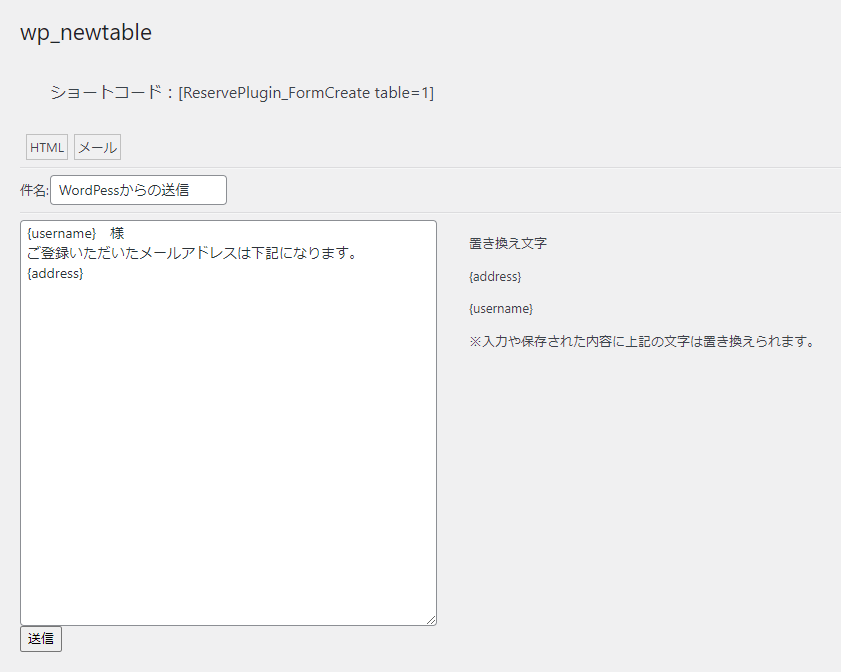 wp_newtable
ショートコード：[ReservePlugin_FormCreate table=1]
HTML メール
件名: WordPessからの送信
{username}　様
ご登録いただいたメールアドレスは下記になります。
{address}
置き換え文字
{address}
{username}
※入力や保存された内容に上記の文字は置き換えられます。
送信